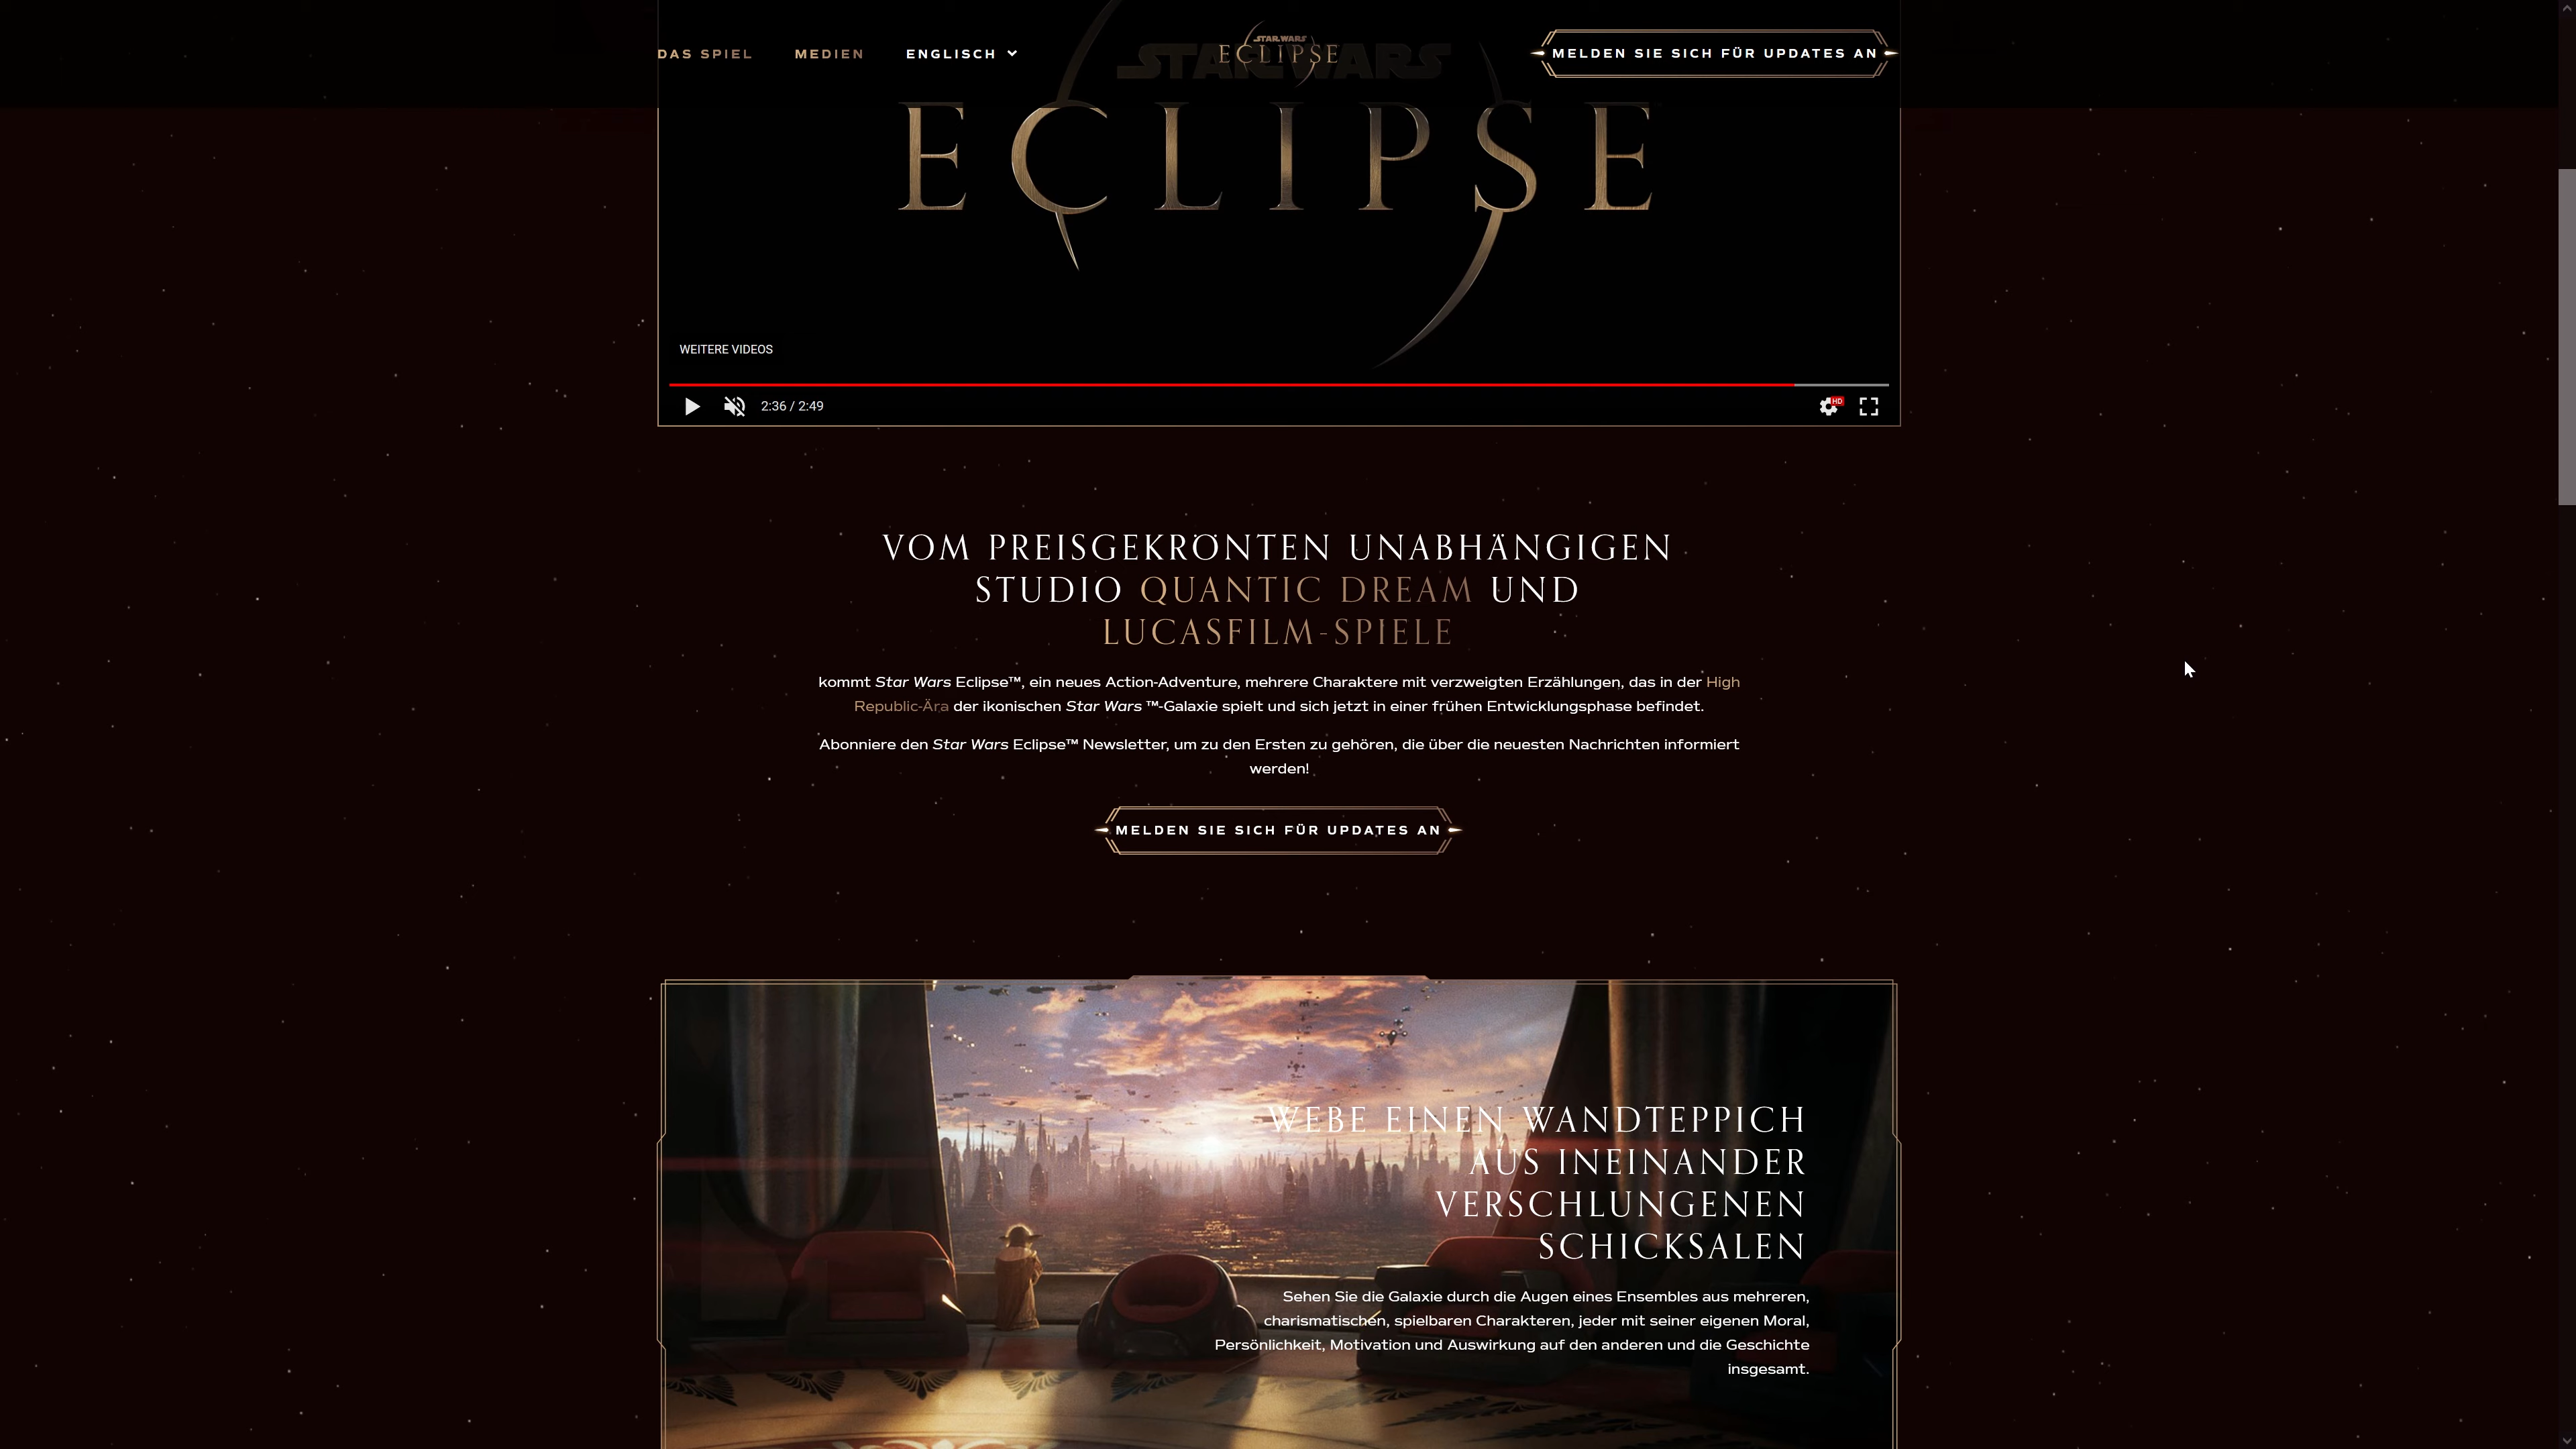 DAS SPIEL
MEDIEN
ENGLISCH
STAR WARS
ECLIPSE
MELDEN SIE SICH FÜR UPDATES AN
STAR WARS
ECLIPSE
WEITERE VIDEOS
2:36 / 2:49
HD
VOM PREISGEKRÖNTEN UNABHÄNGIGEN
STUDIO QUANTIC DREAM UND
LUCASFILM-SPIELE
kommt Star Wars Eclipse™, ein neues Action-Adventure, mehrere Charaktere mit verzweigten Erzählungen, das in der High
Republic-Ära der ikonischen Star Wars ™-Galaxie spielt und sich jetzt in einer frühen Entwicklungsphase befindet.
Abonniere den Star Wars Eclipse™ Newsletter, um zu den Ersten zu gehören, die über die neuesten Nachrichten informiert
werden!
MELDEN SIE SICH FÜR UPDATES AN
WEBE EINEN WANDTEPPICH
AUS INEINANDER
VERSCHLUNGENEN
SCHICKSALEN
Sehen Sie die Galaxie durch die Augen eines Ensembles aus mehreren,
charismatischen, spielbaren Charakteren, jeder mit seiner eigenen Moral,
Persönlichkeit, Motivation und Auswirkung auf den anderen und die Geschichte
insgesamt.